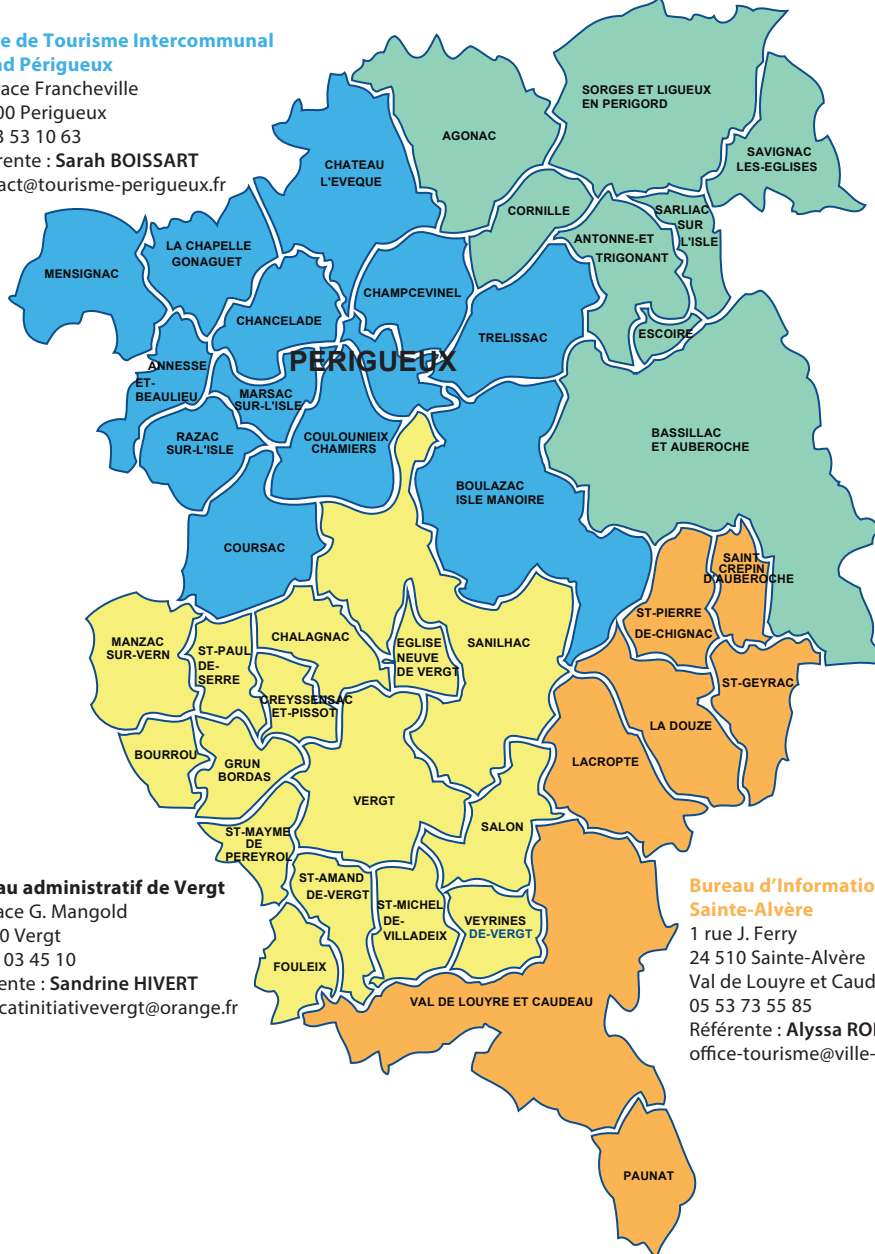 e de Tourisme Intercommunal
d Périgueux
ace Francheville
00 Perigueux
3 53 10 63
rente : Sarah BOISSART
act@tourisme-perigueux.fr
SORGES ET LIGUEUX
EN PERIGORD
AGONAC
SAVIGNAC
LES-EGLISES
CHATEAU
L'EVEQUE
CORNILLE
SARLIAC
SUR
L'ISLE
ANTONNE-ET
TRIGONANT
LA CHAPELLE
GONAGUET
MENSIGNAC
CHAMPCEVINEL
CHANCELADE
TRELISSAC
ESCOIRE
PERIGUEUX
ANNESSE
ET-
BEAULIEU
MARSAC
SUR-L'ISLE
RAZAC
SUR-L'ISLE
COULOUNIEIX
CHAMIERS
BASSILLAC
ET AUBEROCHE
BOULAZAC
ISLE MANOIRE
COURSAC
SAINT
CREPIN
D'AUBEROCHE
ST-PIERRE
DE-CHIGNAC
MANZAC
SUR-VERN
ST-PAUL
DE-
SERRE
CHALAGNAC
EGLISE
NEUVE
DE VERGT
SANILHAC
ST-GEYRAC
CREYSSENSAC
ET-PISSOT
LA DOUZE
BOURROU
GRUN
BORDAS
LACROPTE
VERGT
SALON
ST-MAYME
DE
PEREYROL
ST-AMAND
DE-VERGT
ST-MICHEL
DE-
VILLADEIX
VEYRINES
DE-VERGT
FOULEIX
VAL DE LOUYRE ET CAUDEAU
PAUNAT
au administratif de Vergt
ace G. Mangold
0 Vergt
03 45 10
ente : Sandrine HIVERT
catinitiativevergt@orange.fr
Bureau d'Informatio
Sainte-Alvère
1 rue J. Ferry
24 510 Sainte-Alvère
Val de Louyre et Caud
05 53 73 55 85
Référente : Alyssa RO
office-tourisme@ville-